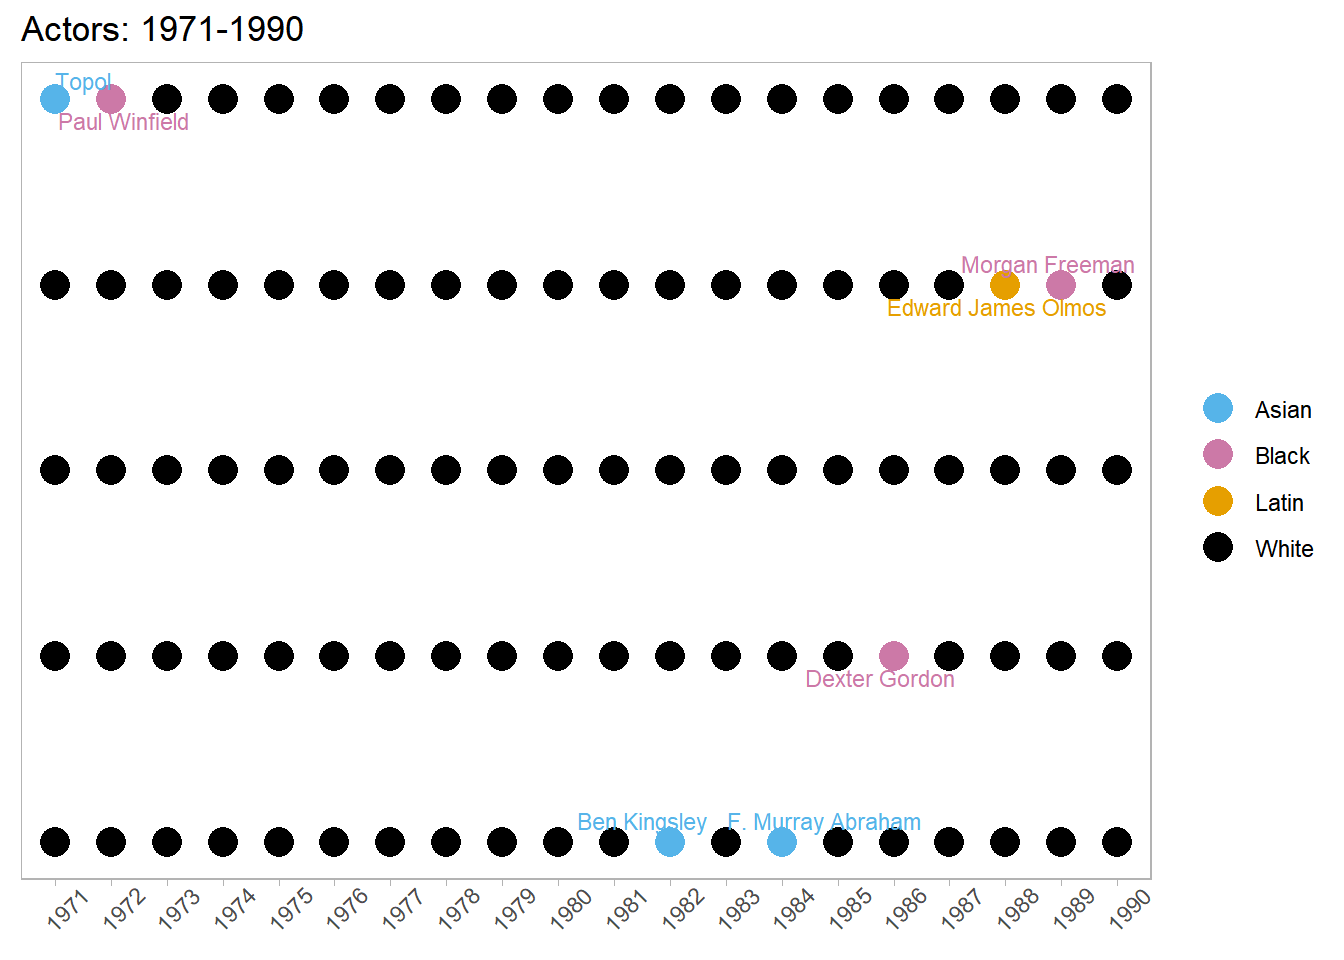 Actors: 1971-1990
Topol
Paul Winfield
Morgan Freeman
Edward James Olmos
Dexter Gordon
Ben Kingsley F. Murray Abraham
Asian
Black
Latin
White
1971 1972 1973 1974 1975 1976 1977 1978 1979 1980 1981 1982 1983 1984 1985 1986 1987 1988 1989 1990